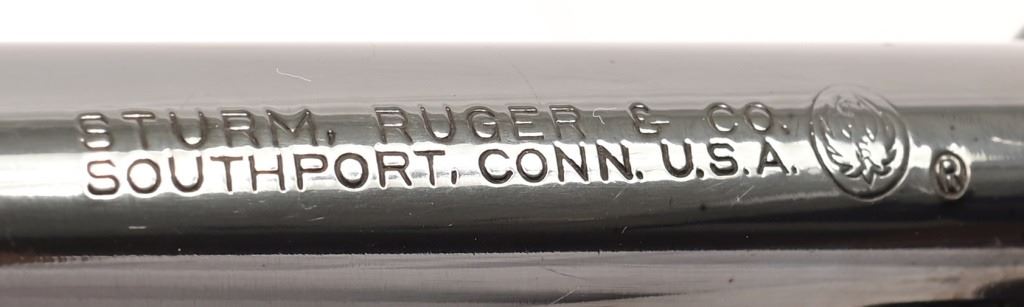 STURM, RUGER & CO.
SOUTHPORT, CONN. U.S.A. ®